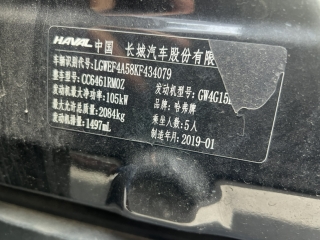 HAVAL 中国 长城汽车股份有限
车辆识别代号:LGWEF4A58KF434079
整车型号:CC6461RM0Z 发动机型号:GW4G15
发动机最大净功率:105kW 品牌:哈弗牌
最大允许总质量:2084kg 乘坐人数:5人
发动机排量:1497mL 制造年月:2019-01